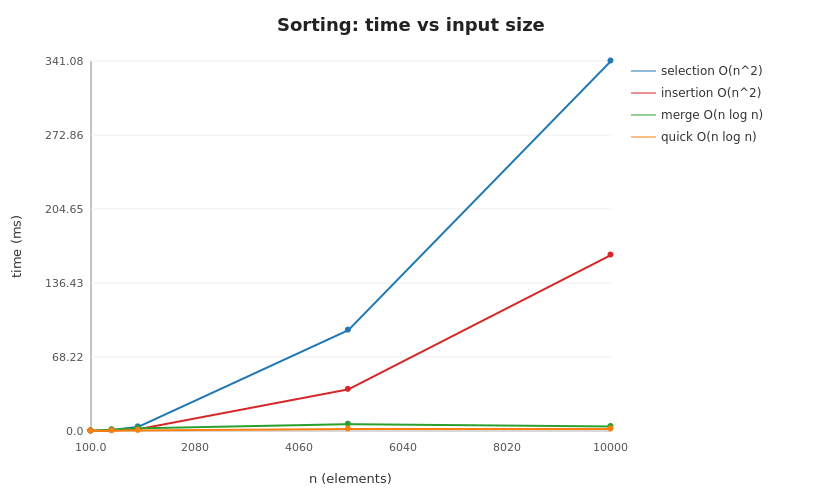 Sorting: time vs input size
341.08
272.86
204.65
136.43
68.22
0.0
time (ms)
100.0 2080 4060 6040 8020 10000
n (elements)
selection O(n^2)
insertion O(n^2)
merge O(n log n)
quick O(n log n)